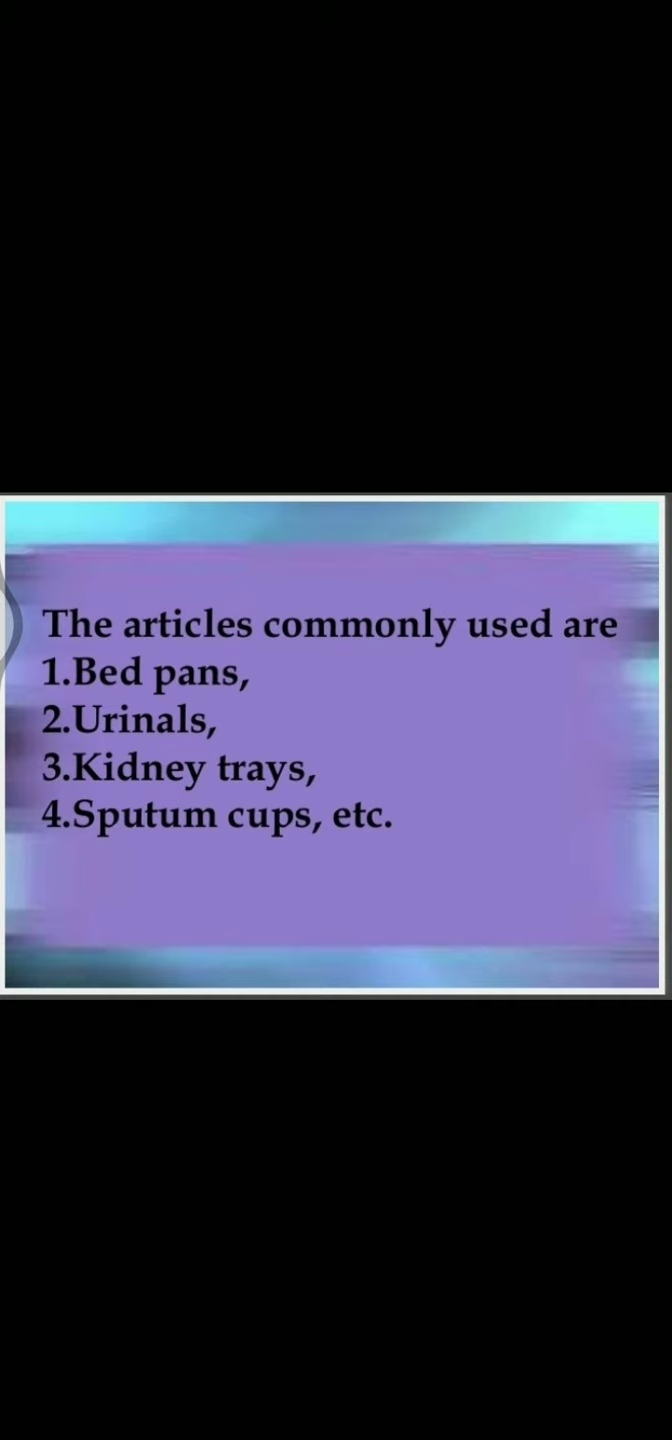 The articles commonly used are
1.Bed pans,
2.Urinals,
3.Kidney trays,
4.Sputum cups, etc.